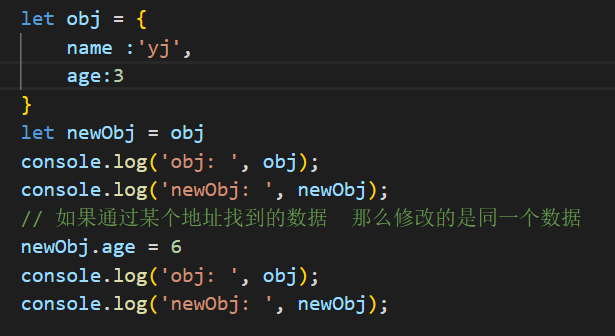 let obj = {
    name :'yj',
    age:3
}
let newObj = obj
console.log('obj: ', obj);
console.log('newObj: ', newObj);
// 如果通过某个地址找到的数据  那么修改的是同一个数据
newObj.age = 6
console.log('obj: ', obj);
console.log('newObj: ', newObj);